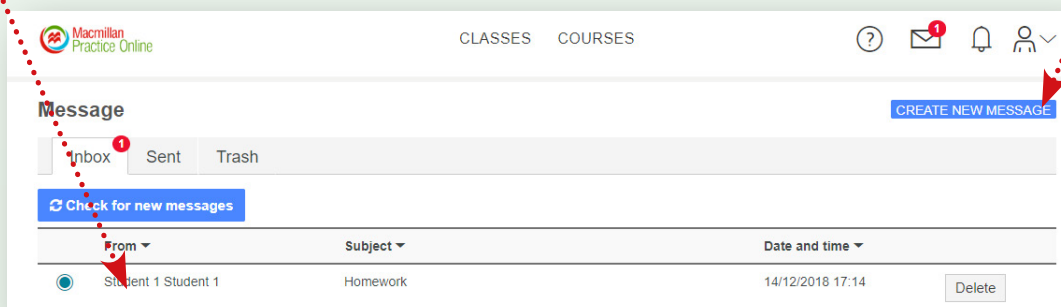 Macmillan
Practice Online
CLASSES COURSES
?
1
Message
CREATE NEW MESSAGE
Inbox 1 Sent Trash
Check for new messages
From Subject Date and time
Student 1 Student 1 Homework 14/12/2018 17:14 Delete